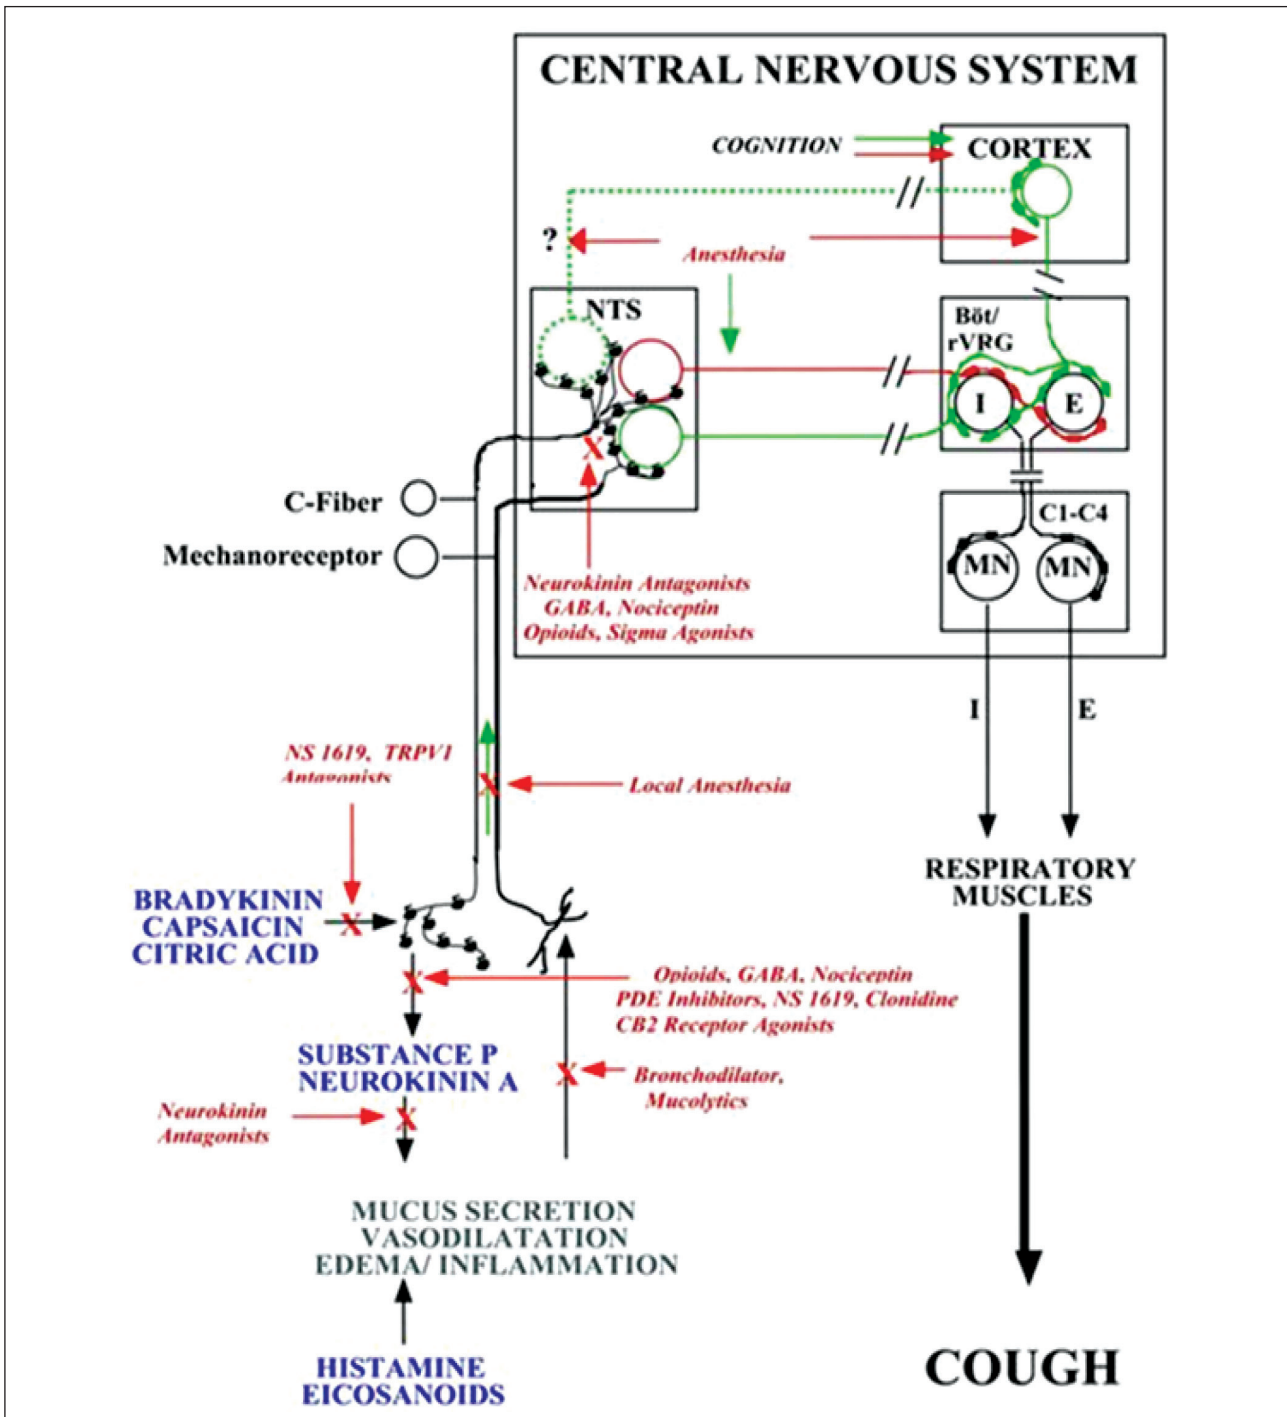 CENTRAL NERVOUS SYSTEM
COGNITION
CORTEX
?
Anesthesia
NTS
Böt/
rVRG
I
E
C-Fiber
C1-C4
Mechanoreceptor
MN
MN
Neurokinin Antagonists
GABA, Nociceptin
Opioids, Sigma Agonists
X
I
E
NS 1619, TRPV1
Antagonists
X
Local Anesthesia
RESPIRATORY
MUSCLES
BRADYKININ
CAPSAICIN
CITRIC ACID
X
X
Opioids, GABA, Nociceptin
PDE Inhibitors, NS 1619, Clonidine
CB2 Receptor Agonists
SUBSTANCE P
NEUROKININ A
X
Bronchodilator,
Mucolytics
Neurokinin
Antagonists
X
MUCUS SECRETION
VASODILATATION
EDEMA/ INFLAMMATION
HISTAMINE
EICOSANOIDS
COUGH